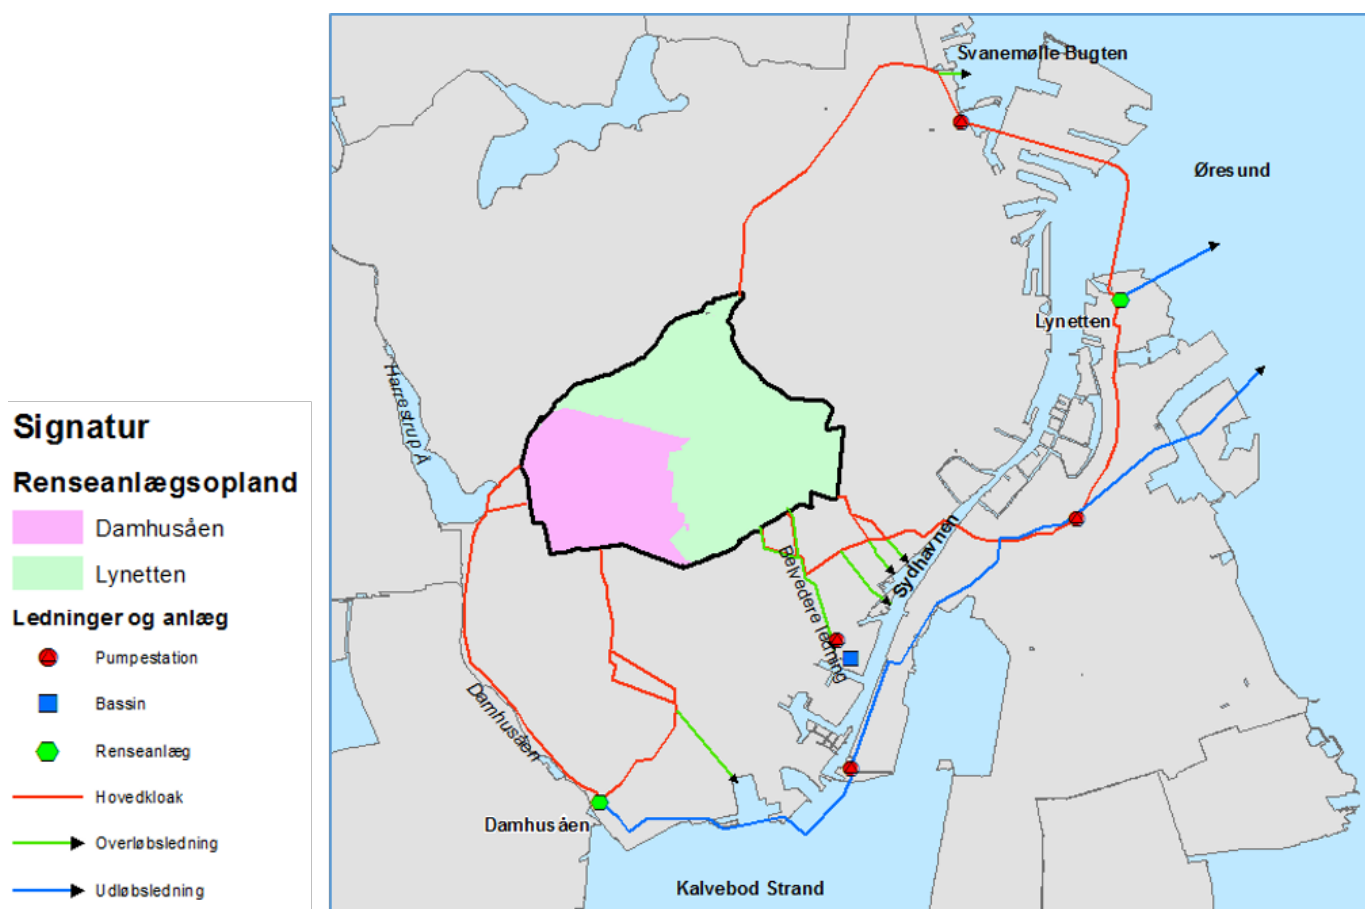 Signatur
Renseanlægsopland
Damhusåen
Lynetten
Ledninger og anlæg
Pumpestation
Bassin
Renseanlæg
Hovedkloak
Overløbsledning
Udløbsledning
Svanemølle Bugten
Øresund
Lynetten
Harrestrup Å
Sydhavnen
Belvedere ledning
Damhusåen
Damhusåen
Kalvebod Strand